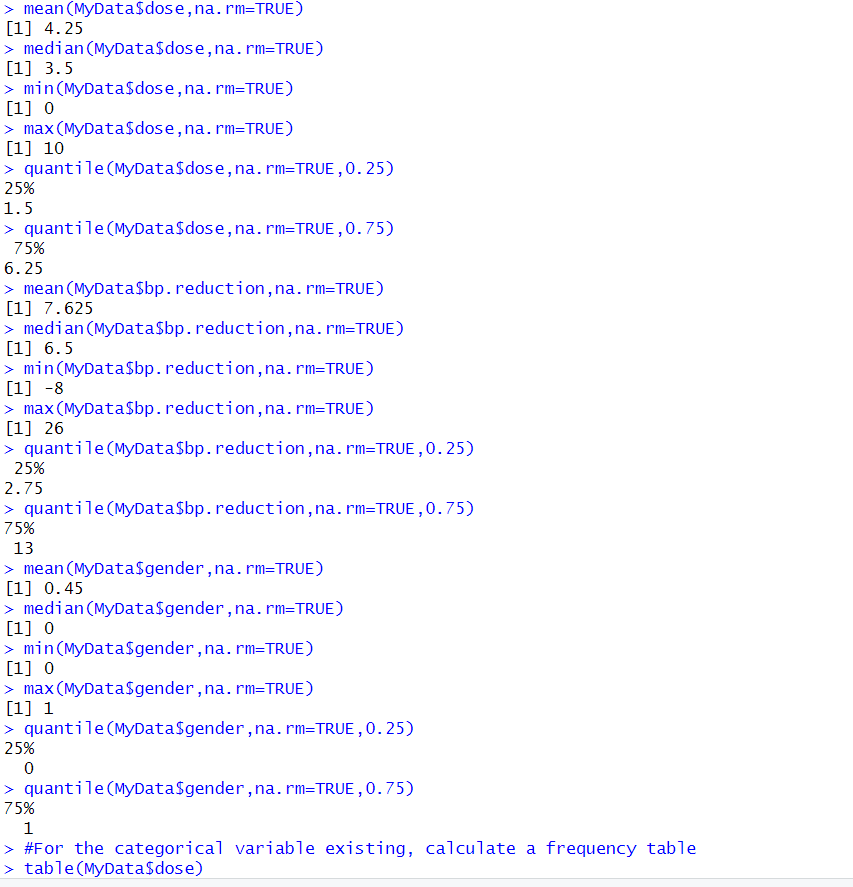 > mean(MyData$dose,na.rm=TRUE)
[1] 4.25
> median(MyData$dose,na.rm=TRUE)
[1] 3.5
> min(MyData$dose,na.rm=TRUE)
[1] 0
> max(MyData$dose,na.rm=TRUE)
[1] 10
> quantile(MyData$dose,na.rm=TRUE,0.25)
25%
1.5
> quantile(MyData$dose,na.rm=TRUE,0.75)
 75%
6.25
> mean(MyData$bp.reduction,na.rm=TRUE)
[1] 7.625
> median(MyData$bp.reduction,na.rm=TRUE)
[1] 6.5
> min(MyData$bp.reduction,na.rm=TRUE)
[1] -8
> max(MyData$bp.reduction,na.rm=TRUE)
[1] 26
> quantile(MyData$bp.reduction,na.rm=TRUE,0.25)
 25%
2.75
> quantile(MyData$bp.reduction,na.rm=TRUE,0.75)
75%
 13
> mean(MyData$gender,na.rm=TRUE)
[1] 0.45
> median(MyData$gender,na.rm=TRUE)
[1] 0
> min(MyData$gender,na.rm=TRUE)
[1] 0
> max(MyData$gender,na.rm=TRUE)
[1] 1
> quantile(MyData$gender,na.rm=TRUE,0.25)
25%
  0
> quantile(MyData$gender,na.rm=TRUE,0.75)
75%
  1
> #For the categorical variable existing, calculate a frequency table
> table(MyData$dose)